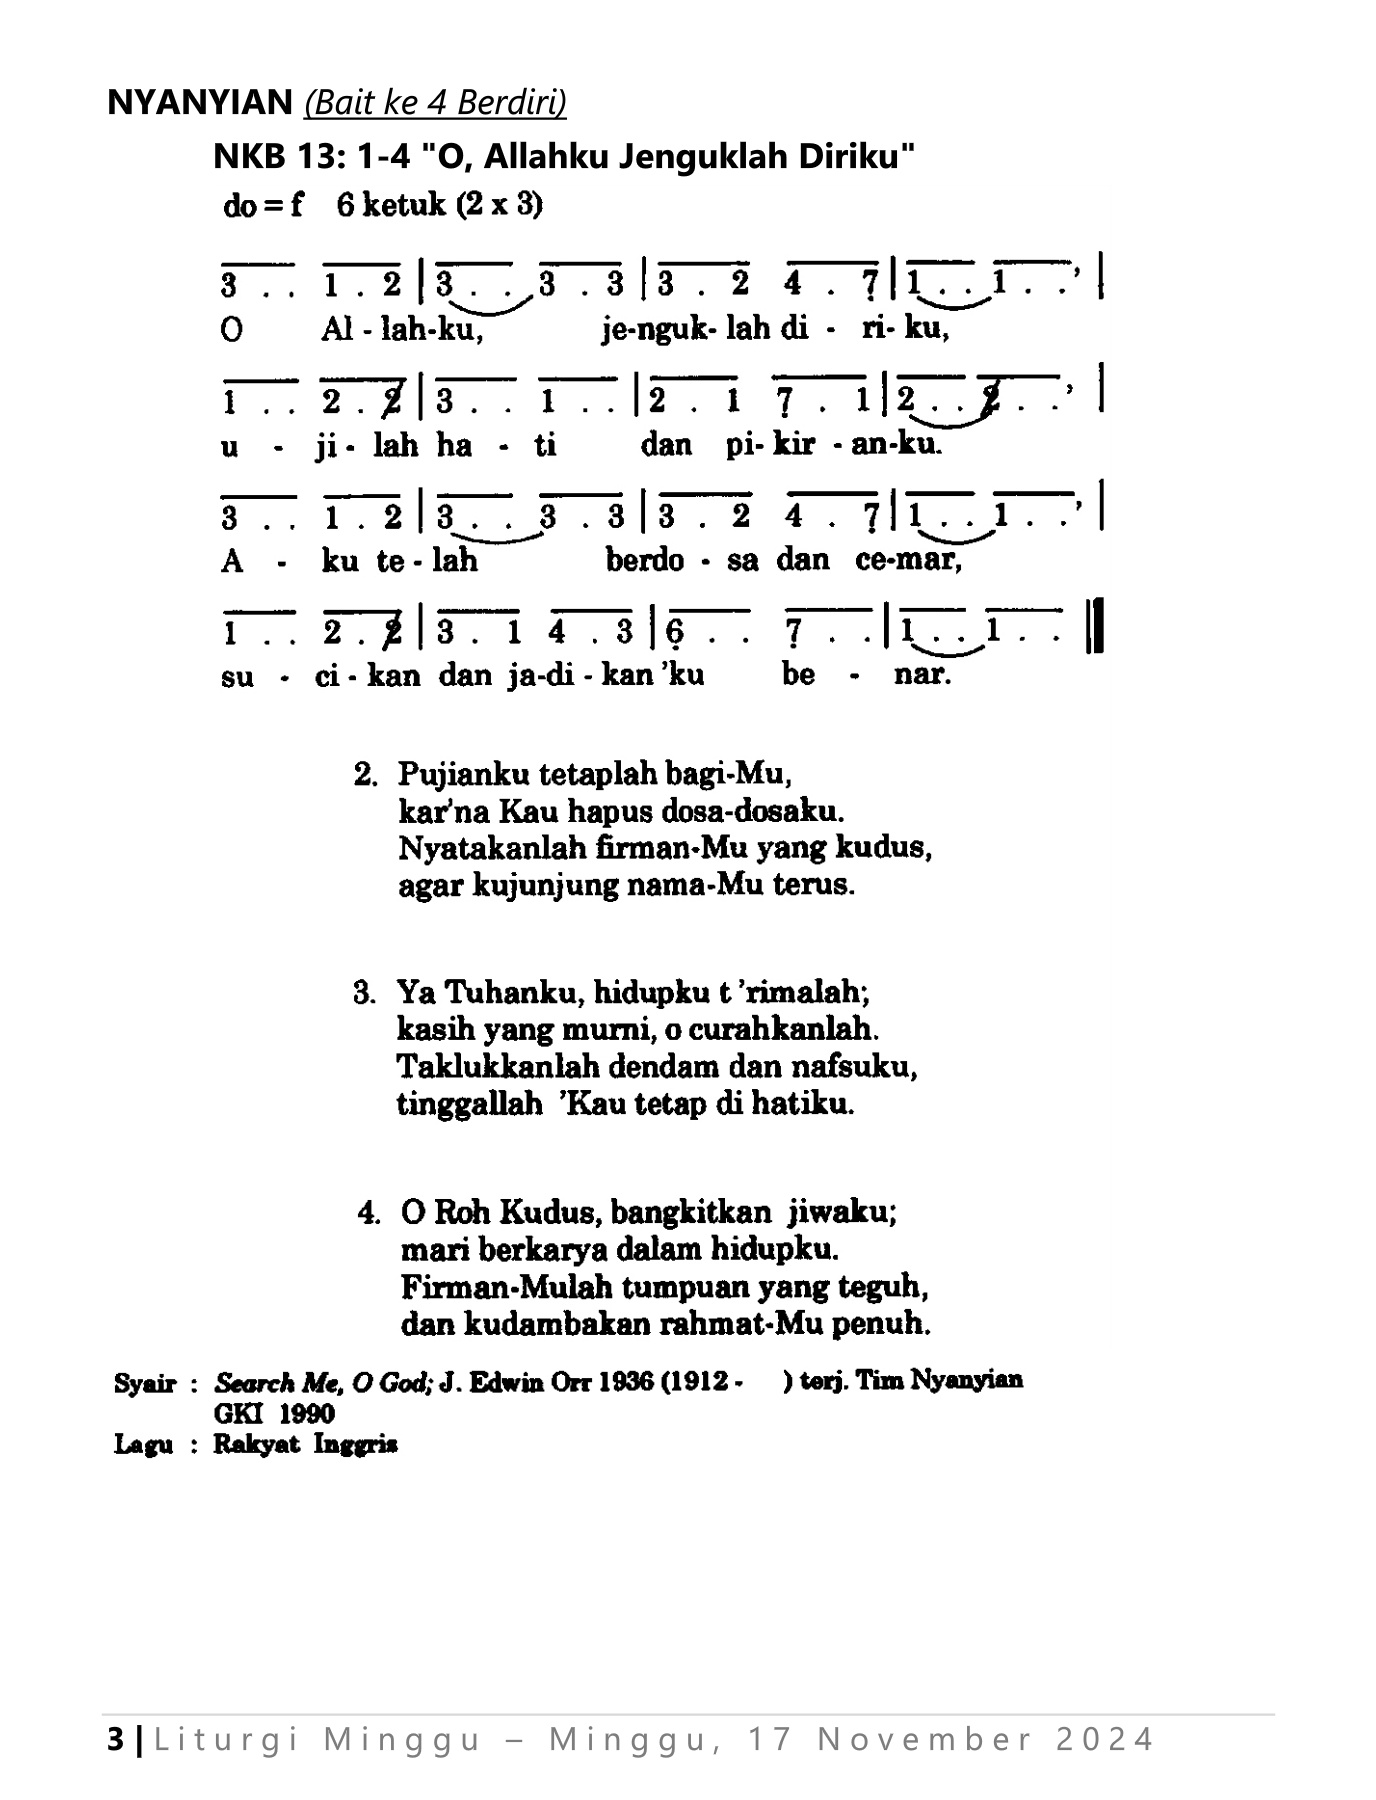 NYANYIAN (Bait ke 4 Berdiri)
NKB 13: 1-4 "O, Allahku Jenguklah Diriku"
do = f 6 ketuk (2 x 3)
3 . . 1 . 2 | 3 . . 3 . 3 | 3 . 2 4 . 7̣ | 1 . . 1 . . ’ |
O Al - lah-ku, je-nguk- lah di - ri- ku,
1 . . 2 . 2̸ | 3 . . 1 . . | 2 . 1 7̣ . 1 | 2 . . 2̸ . . ’ |
u - ji - lah ha - ti dan pi- kir - an-ku.
3 . . 1 . 2 | 3 . . 3 . 3 | 3 . 2 4 . 7̣ | 1 . . 1 . . ’ |
A - ku te - lah berdo - sa dan ce-mar,
1 . . 2 . 2̸ | 3 . 1 4 . 3 | 6̣ . . 7̣ . . | 1 . . 1 . . ||
su - ci - kan dan ja-di - kan ’ku be - nar.
2. Pujianku tetaplah bagi-Mu,
kar’na Kau hapus dosa-dosaku.
Nyatakanlah firman-Mu yang kudus,
agar kujunjung nama-Mu terus.
3. Ya Tuhanku, hidupku t ’rimalah;
kasih yang murni, o curahkanlah.
Taklukkanlah dendam dan nafsuku,
tinggallah ’Kau tetap di hatiku.
4. O Roh Kudus, bangkitkan jiwaku;
mari berkarya dalam hidupku.
Firman-Mulah tumpuan yang teguh,
dan kudambakan rahmat-Mu penuh.
Syair : Search Me, O God; J. Edwin Orr 1936 (1912 - ) terj. Tim Nyanyian
GKI 1990
Lagu : Rakyat Inggris
3 | Liturgi Minggu – Minggu, 17 November 2024